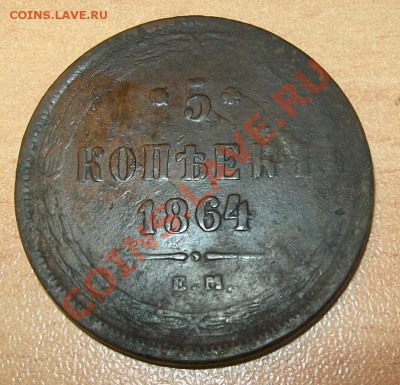 COINS.LAVE.RU
* 5 *
КОПѢЕКЪ
1864
Е.М.
COINS.LAVE.RU